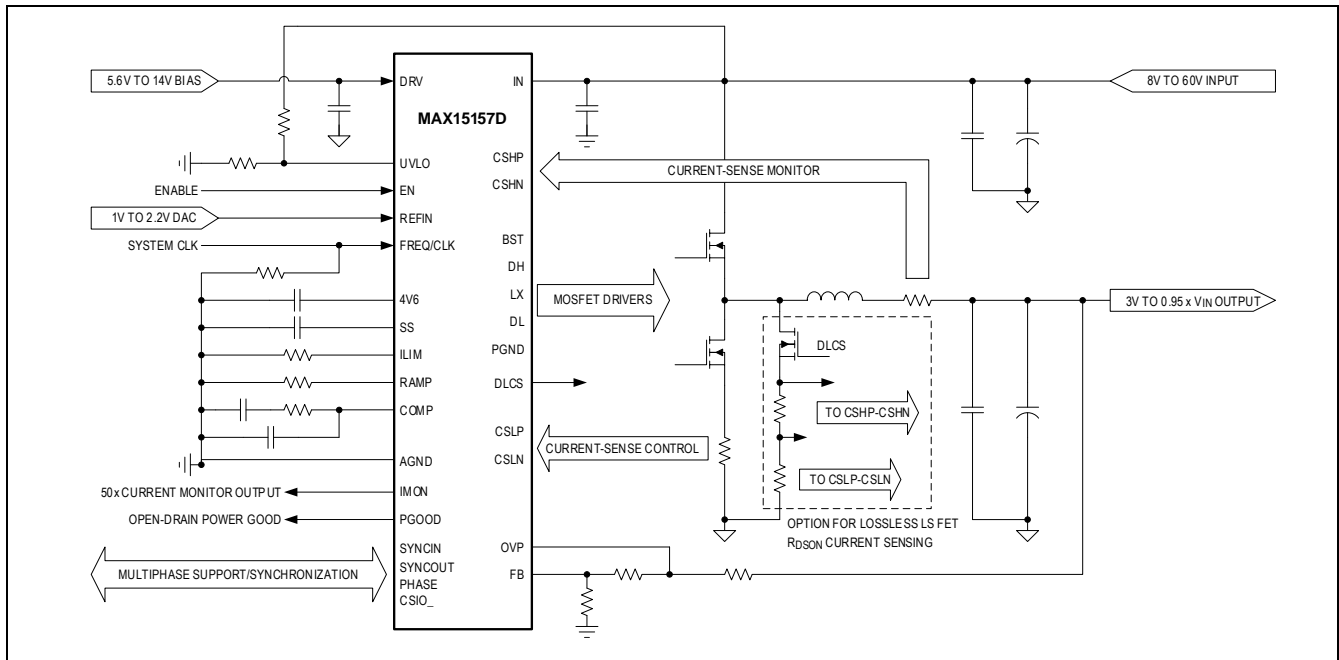 5.6V TO 14V BIAS
DRV
IN
8V TO 60V INPUT
MAX15157D
UVLO
CSHP
CSHN
CURRENT-SENSE MONITOR
ENABLE
EN
1V TO 2.2V DAC
REFIN
SYSTEM CLK
FREQ/CLK
BST
DH
LX
DL
PGND
MOSFET DRIVERS
4V6
SS
ILIM
RAMP
COMP
3V TO 0.95 x VIN OUTPUT
DLCS
DLCS
TO CSHP-CSHN
CSLP
CSLN
CURRENT-SENSE CONTROL
TO CSLP-CSLN
AGND
50x CURRENT MONITOR OUTPUT
IMON
OPEN-DRAIN POWER GOOD
PGOOD
OPTION FOR LOSSLESS LS FET
RDSON CURRENT SENSING
MULTIPHASE SUPPORT/SYNCHRONIZATION
SYNCIN
SYNCOUT
PHASE
CSIO_
OVP
FB